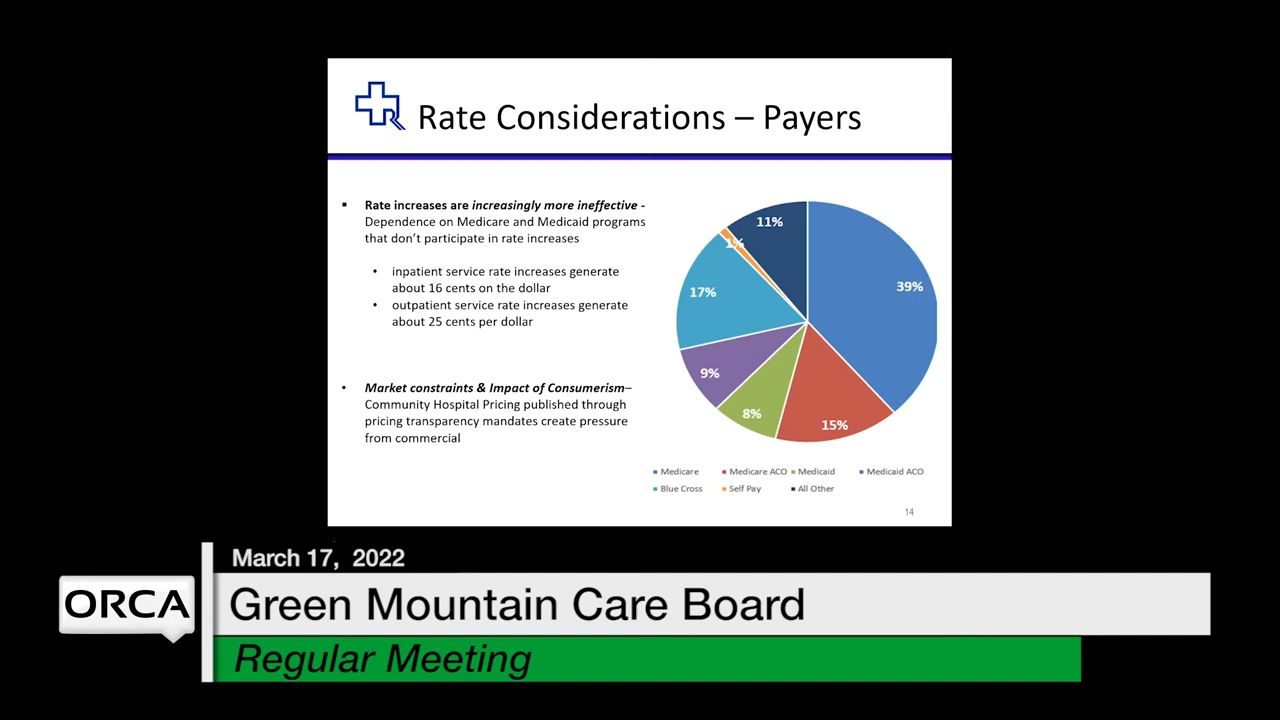 Rate Considerations – Payers
▪ Rate increases are increasingly more ineffective -
Dependence on Medicare and Medicaid programs
that don’t participate in rate increases
• inpatient service rate increases generate
about 16 cents on the dollar
• outpatient service rate increases generate
about 25 cents per dollar
• Market constraints & Impact of Consumerism–
Community Hospital Pricing published through
pricing transparency mandates create pressure
from commercial
11%
1%
39%
17%
9%
8%
15%
Medicare Medicare ACO Medicaid Medicaid ACO
Blue Cross Self Pay All Other
14
March 17, 2022
ORCA
Green Mountain Care Board
Regular Meeting